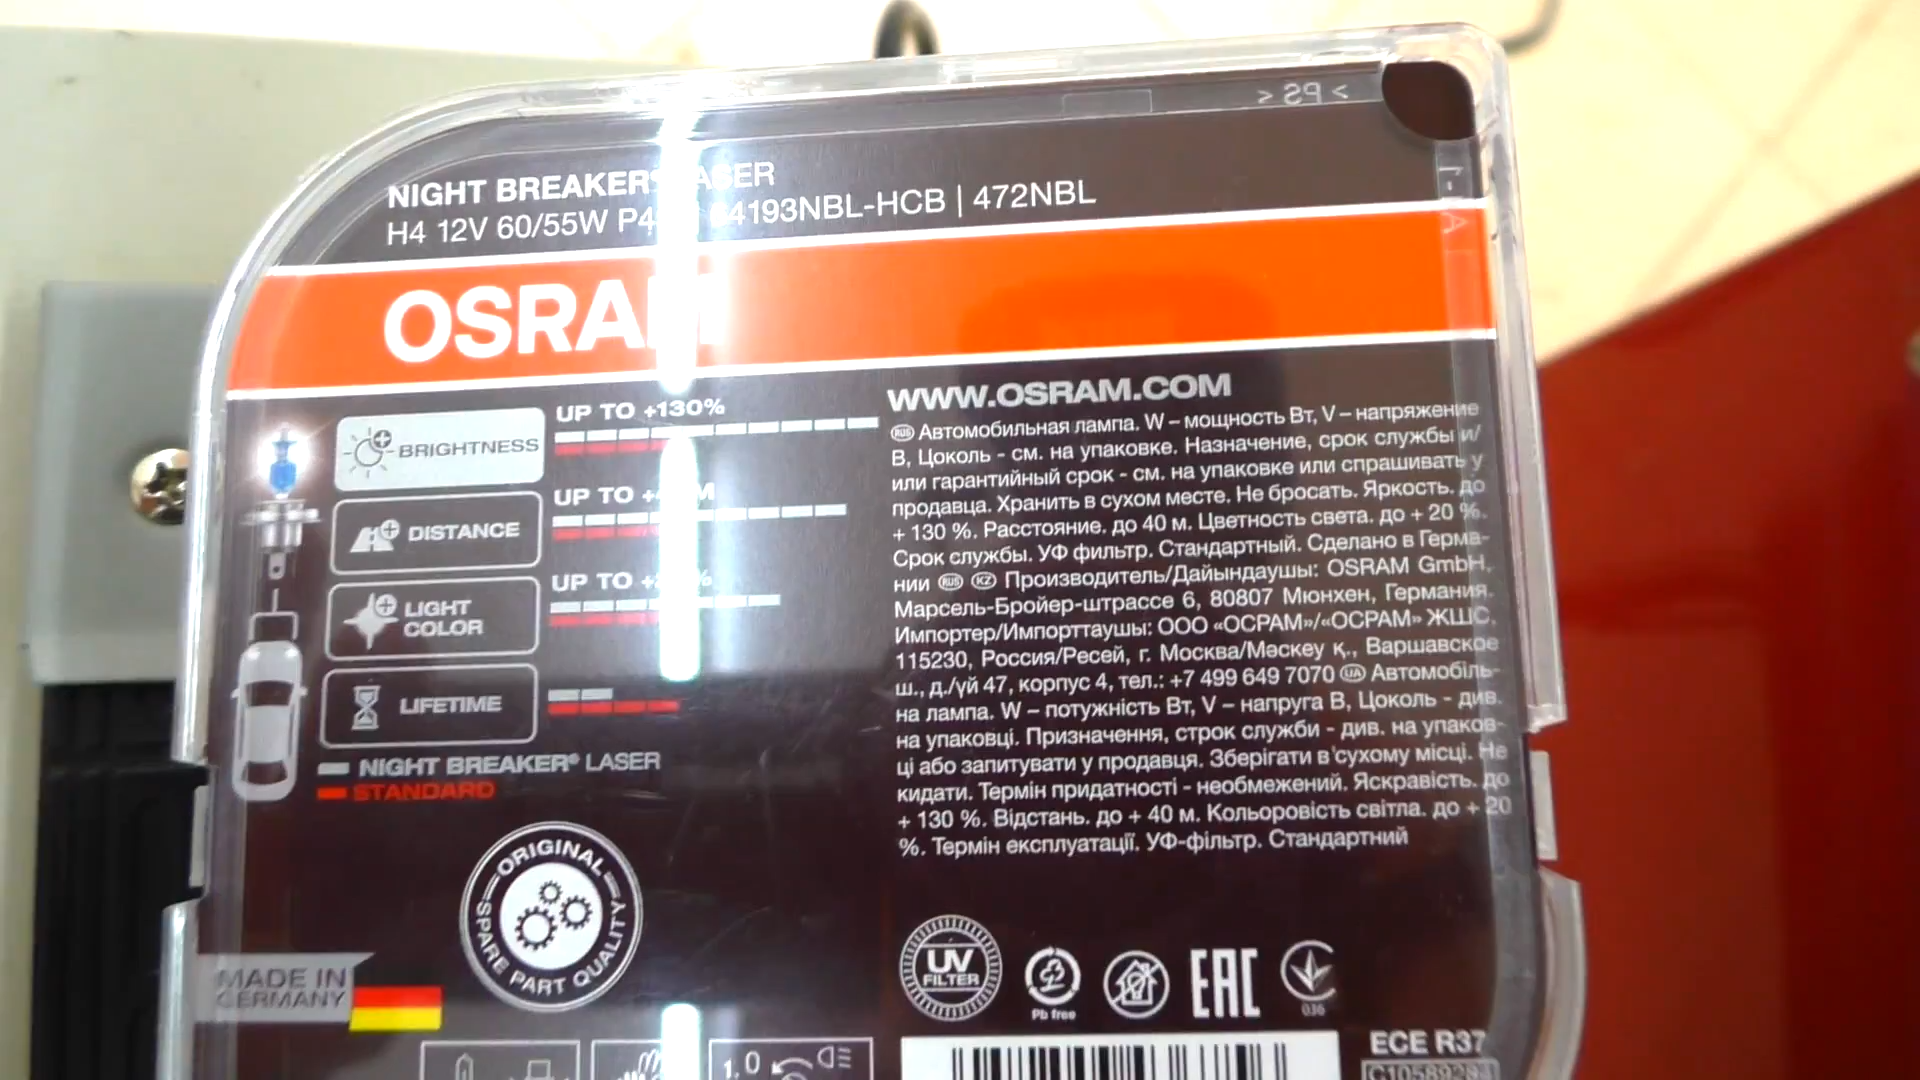 > PS <
NIGHT BREAKER® LASER
H4 12V 60/55W 64193NBL-HCB | 472NBL
OSRAM
BRIGHTNESS
UP TO +130%
DISTANCE
UP TO
LIGHT
COLOR
UP TO
LIFETIME
NIGHT BREAKER® LASER
STANDARD
ORIGINAL
SPARE PART QUALITY
MADE IN
GERMANY
WWW.OSRAM.COM
RUS Автомобильная лампа. W – мощность Вт, V – напряжение
В, Цоколь - см. на упаковке. Назначение, срок службы и/
или гарантийный срок - см. на упаковке или спрашивать у
продавца. Хранить в сухом месте. Не бросать. Яркость. до
+ 130 %. Расстояние. до 40 м. Цветность света. до + 20 %.
Срок службы. УФ фильтр. Стандартный. Сделано в Герма-
нии RUS KZ Производитель/Дайындаушы: OSRAM GmbH,
Марсель-Бройер-штрассе 6, 80807 Мюнхен, Германия.
Импортер/Импорттаушы: ООО «ОСРАМ»/«ОСРАМ» ЖШС,
115230, Россия/Ресей, г. Москва/Мәскеу қ., Варшавское
ш., д./үй 47, корпус 4, тел.: +7 499 649 7070 UA Автомобіль-
на лампа. W – потужність Вт, V – напруга В, Цоколь - див.
на упаковці. Призначення, строк служби - див. на упаков-
ці або запитувати у продавця. Зберігати в сухому місці. Не
кидати. Термін придатності - необмежений. Яскравість. до
+ 130 %. Відстань. до + 40 м. Кольоровість світла. до + 20
%. Термін експлуатації. УФ-фільтр. Стандартний
UV
FILTER
Pb free
EAC
036
ECE R37